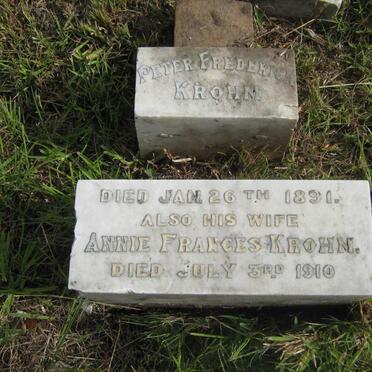 PETER FREDERICK
KROHN
DIED JAN 26TH 1891.
ALSO HIS WIFE
ANNIE FRANCES KROHN.
DIED JULY 3RD 1910